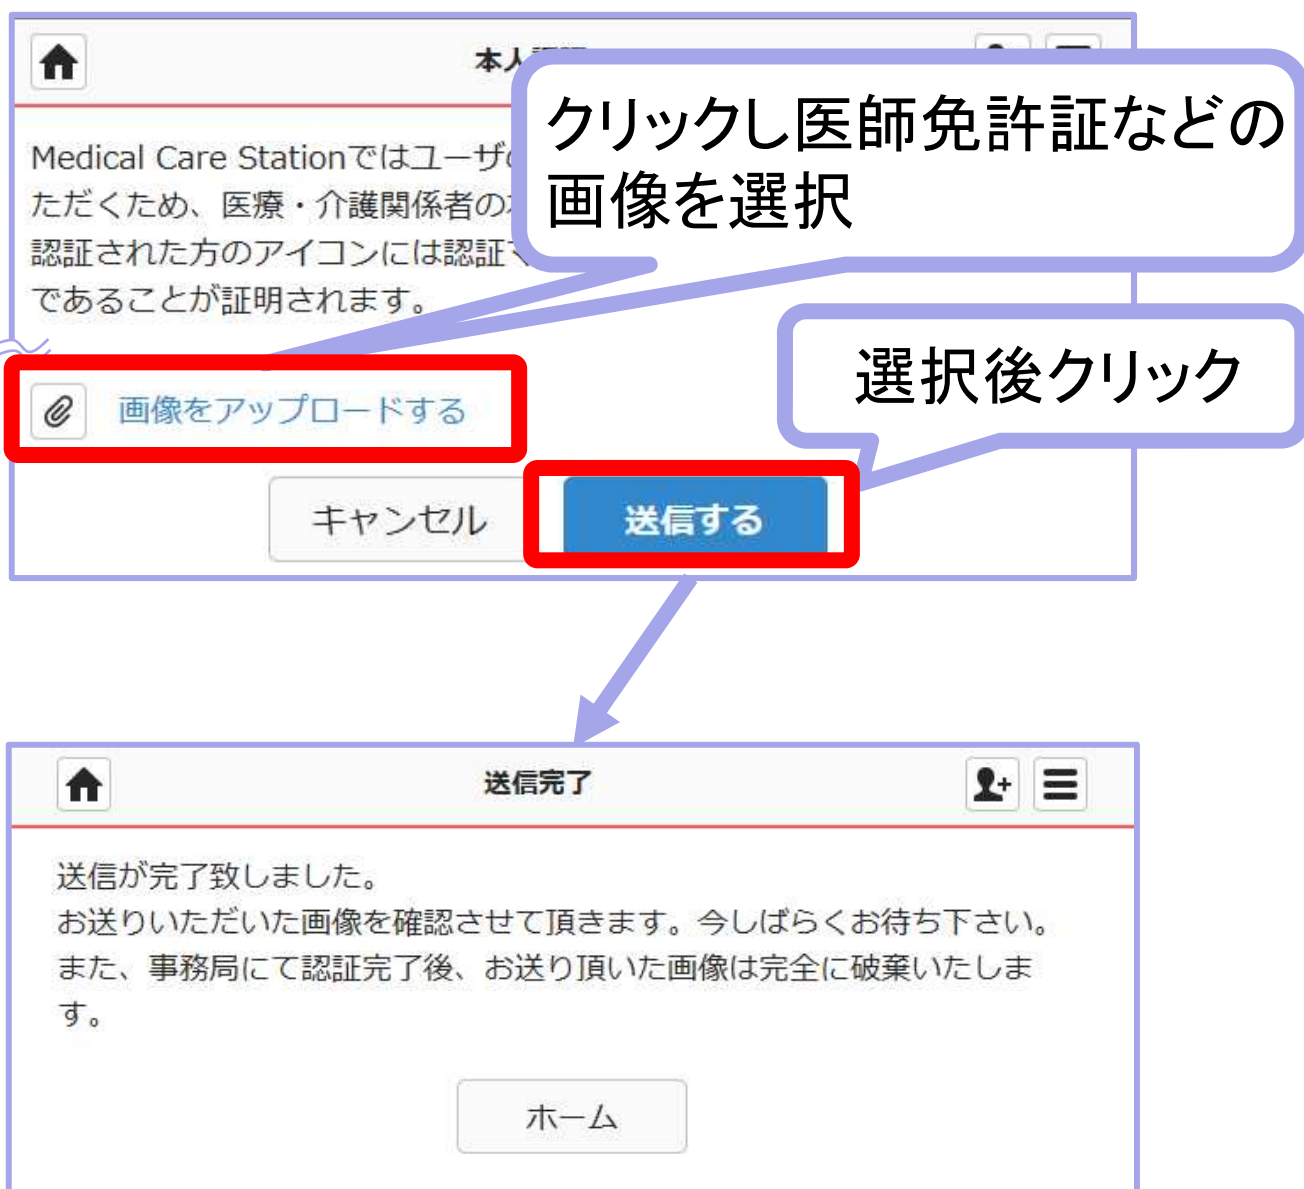 本人
クリックし医師免許証などの
画像を選択
Medical Care Stationではユーザ
ただくため、医療・介護関係者の
認証された方のアイコンには認証
であることが証明されます。
選択後クリック
画像をアップロードする
キャンセル
送信する
送信完了
送信が完了致しました。
お送りいただいた画像を確認させて頂きます。今しばらくお待ち下さい。
また、事務局にて認証完了後、お送り頂いた画像は完全に破棄いたしま
す。
ホーム